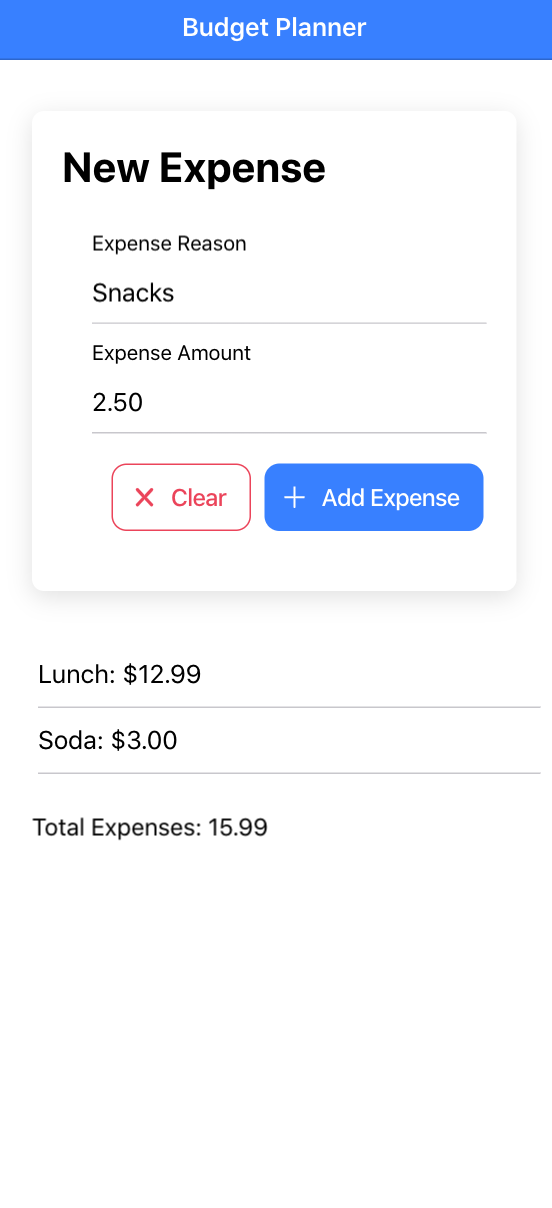 Budget Planner
New Expense
Expense Reason
Snacks
Expense Amount
2.50
Clear Add Expense
Lunch: $12.99
Soda: $3.00
Total Expenses: 15.99